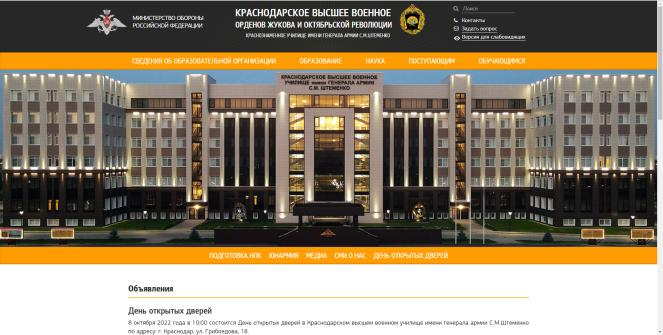 МИНИСТЕРСТВО ОБОРОНЫ
РОССИЙСКОЙ ФЕДЕРАЦИИ
КРАСНОДАРСКОЕ ВЫСШЕЕ ВОЕННОЕ
ОРДЕНОВ ЖУКОВА И ОКТЯБРЬСКОЙ РЕВОЛЮЦИИ
КРАСНОЗНАМЕННОЕ УЧИЛИЩЕ ИМЕНИ ГЕНЕРАЛА АРМИИ С.М.ШТЕМЕНКО
Поиск
Контакты
Задать вопрос
Версия для слабовидящих
СВЕДЕНИЯ ОБ ОБРАЗОВАТЕЛЬНОЙ ОРГАНИЗАЦИИ ОБРАЗОВАНИЕ НАУКА ПОСТУПАЮЩИМ ОБУЧАЮЩИМСЯ
КРАСНОДАРСКОЕ ВЫСШЕЕ ВОЕННОЕ
УЧИЛИЩЕ ИМЕНИ ГЕНЕРАЛА АРМИИ
С.М. ШТЕМЕНКО
ПОДГОТОВКА НПК ЮНАРМИЯ МЕДИА СМИ О НАС ДЕНЬ ОТКРЫТЫХ ДВЕРЕЙ
Объявления
День открытых дверей
8 октября 2022 года в 10:00 состоится День открытых дверей в Краснодарском высшем военном училище имени генерала армии С.М.Штеменко
по адресу: г. Краснодар, ул. Грибоедова, 18.